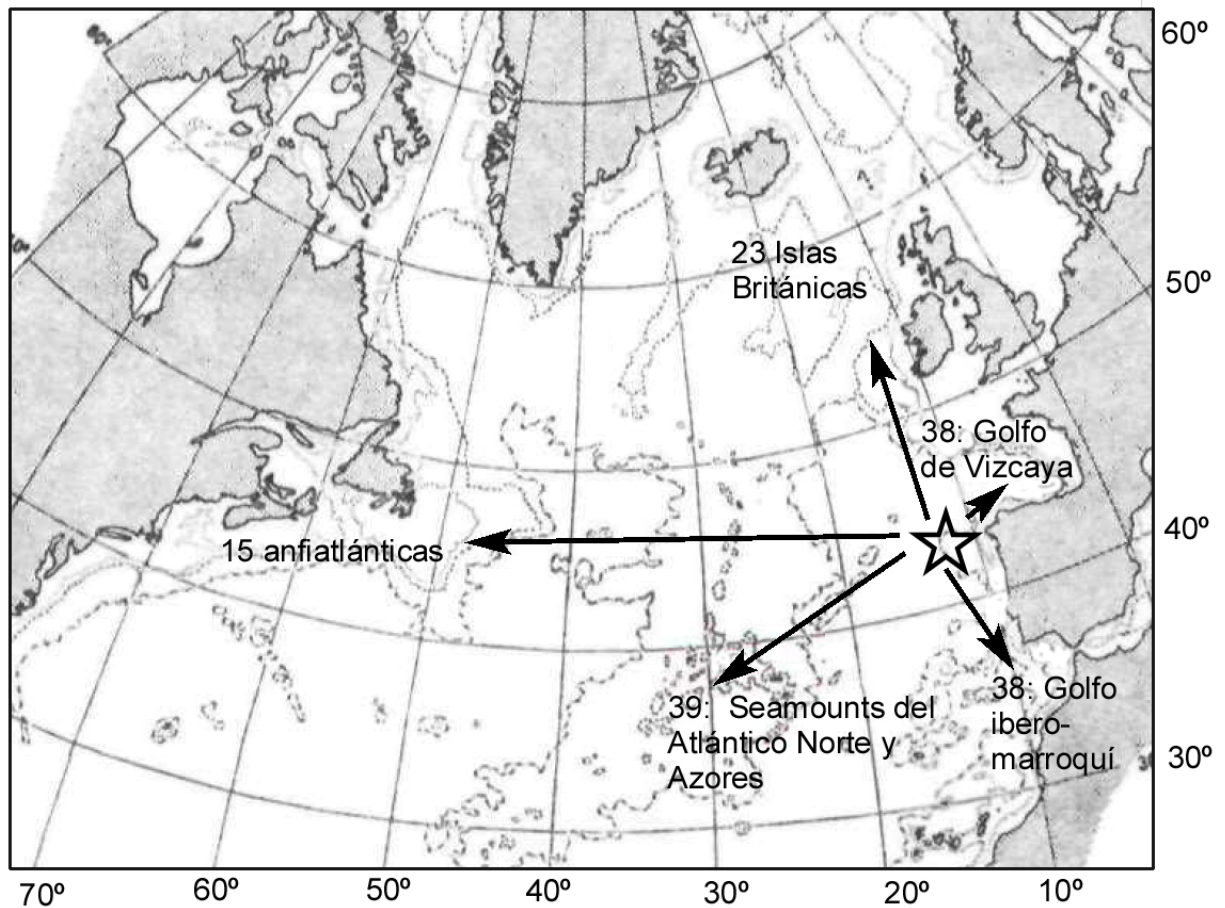 60º
23 Islas
Británicas
50º
38: Golfo
de Vizcaya
40º
15 anfiatlánticas
39: Seamounts del
Atlántico Norte y
Azores
38: Golfo
ibero-
marroquí
30º
70º 60º 50º 40º 30º 20º 10º